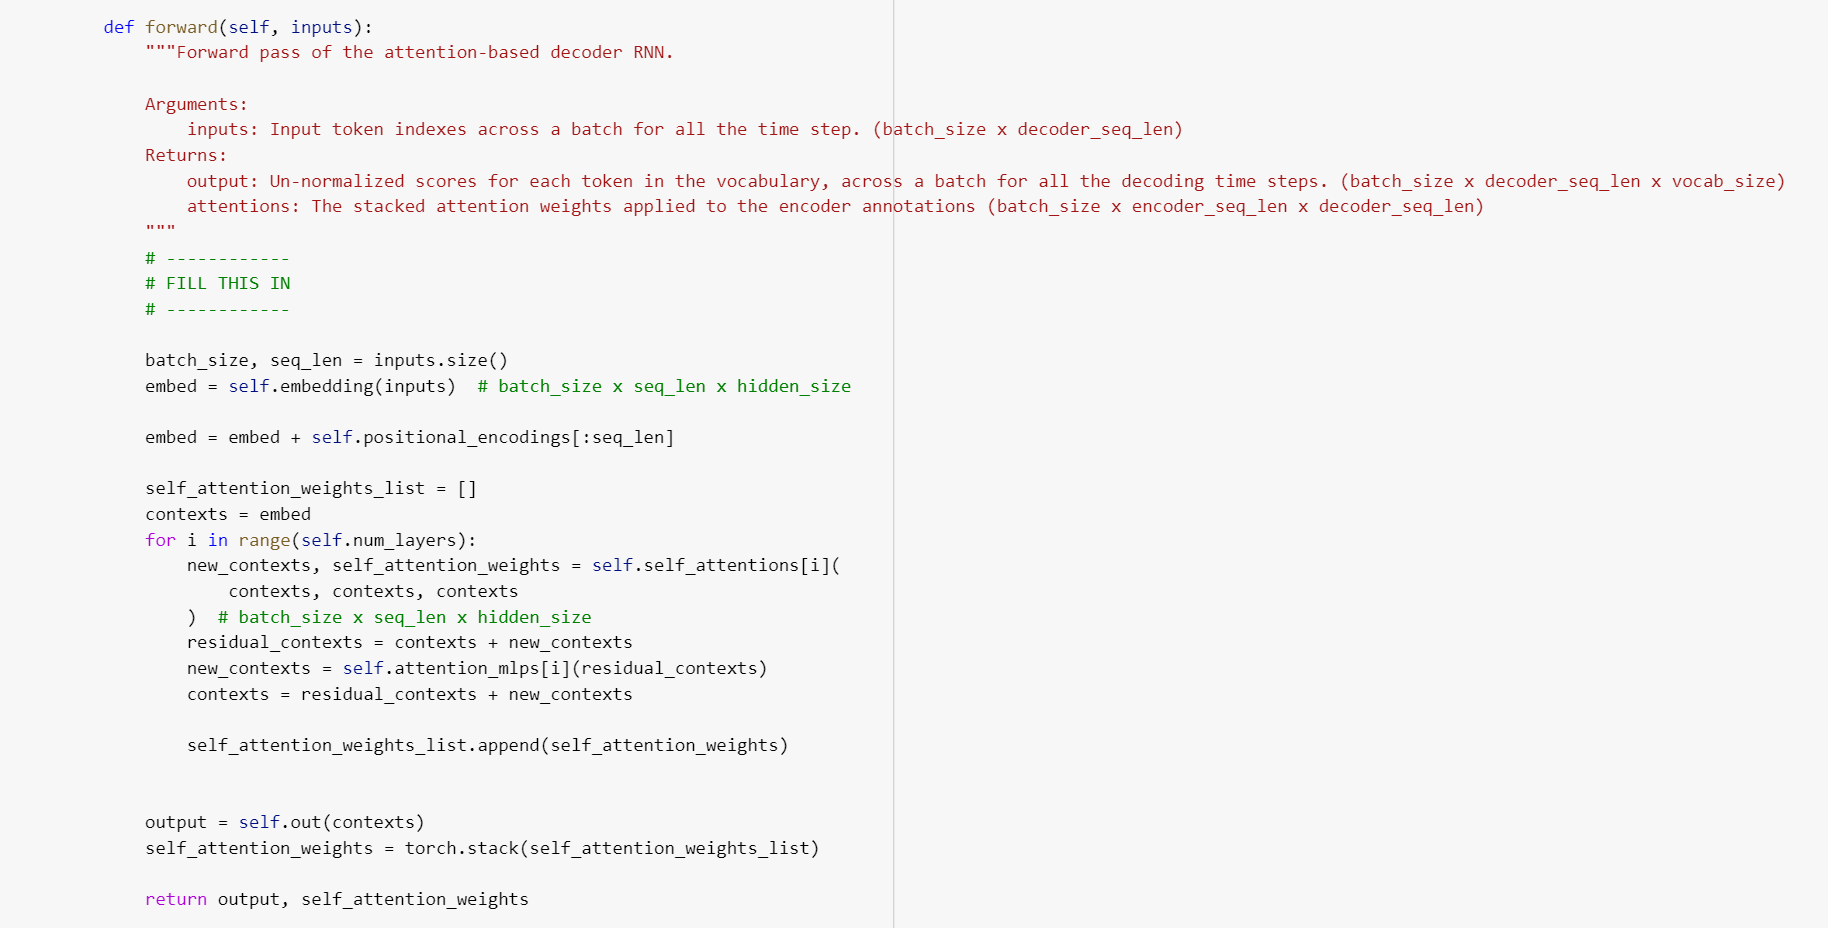 def forward(self, inputs):
"""Forward pass of the attention-based decoder RNN.
Arguments:
inputs: Input token indexes across a batch for all the time step. (batch_size x decoder_seq_len)
Returns:
output: Un-normalized scores for each token in the vocabulary, across a batch for all the decoding time steps. (batch_size x decoder_seq_len x vocab_size)
attentions: The stacked attention weights applied to the encoder annotations (batch_size x encoder_seq_len x decoder_seq_len)
"""
# ------------
# FILL THIS IN
# ------------
batch_size, seq_len = inputs.size()
embed = self.embedding(inputs)  # batch_size x seq_len x hidden_size
embed = embed + self.positional_encodings[:seq_len]
self_attention_weights_list = []
contexts = embed
for i in range(self.num_layers):
new_contexts, self_attention_weights = self.self_attentions[i](
contexts, contexts, contexts
)  # batch_size x seq_len x hidden_size
residual_contexts = contexts + new_contexts
new_contexts = self.attention_mlps[i](residual_contexts)
contexts = residual_contexts + new_contexts
self_attention_weights_list.append(self_attention_weights)
output = self.out(contexts)
self_attention_weights = torch.stack(self_attention_weights_list)
return output, self_attention_weights